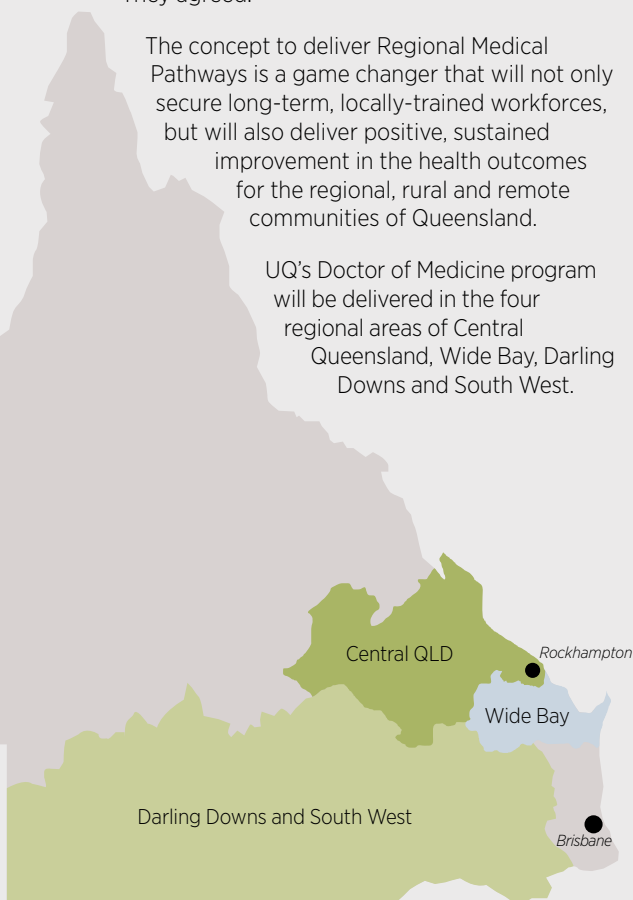 They agreed.
The concept to deliver Regional Medical
Pathways is a game changer that will not only
secure long-term, locally-trained workforces,
but will also deliver positive, sustained
improvement in the health outcomes
for the regional, rural and remote
communities of Queensland.
UQ’s Doctor of Medicine program
will be delivered in the four
regional areas of Central
Queensland, Wide Bay, Darling
Downs and South West.
Central QLD
Rockhampton
Wide Bay
Darling Downs and South West
Brisbane